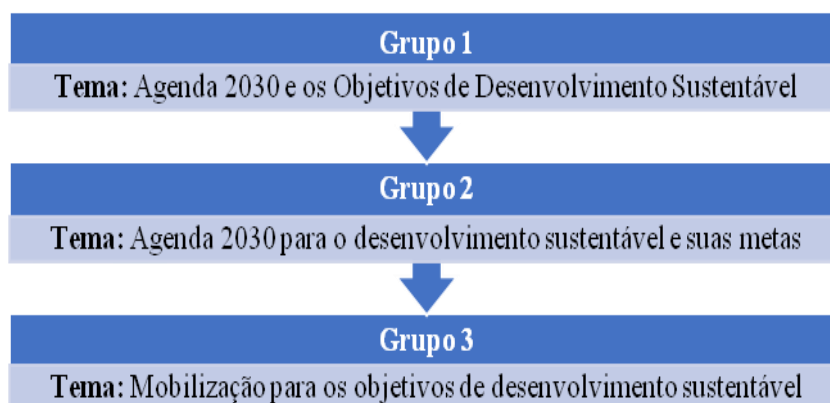 Grupo 1
Tema: Agenda 2030 e os Objetivos de Desenvolvimento Sustentável
Grupo 2
Tema: Agenda 2030 para o desenvolvimento sustentável e suas metas
Grupo 3
Tema: Mobilização para os objetivos de desenvolvimento sustentável